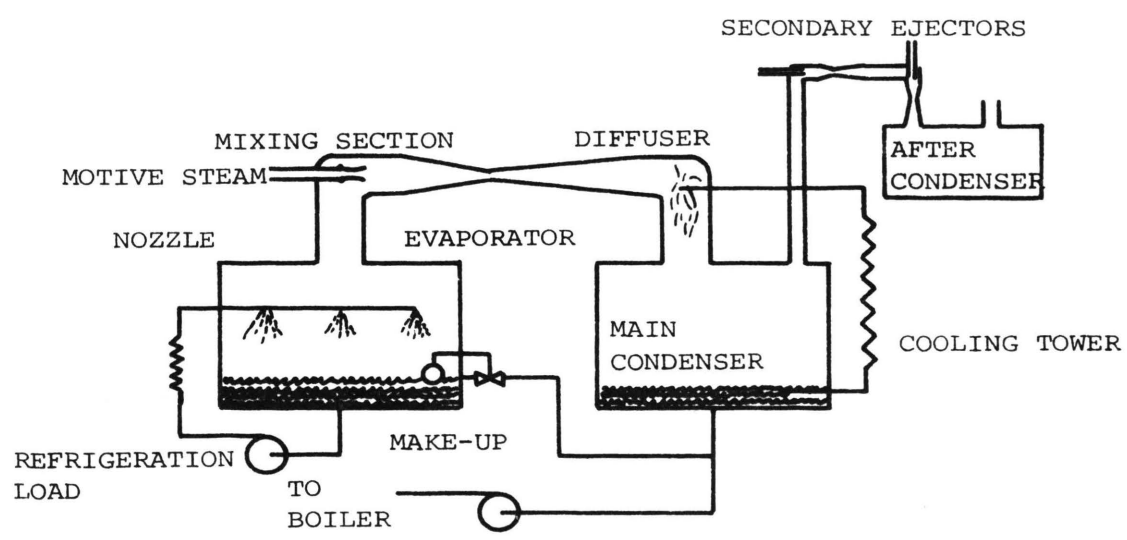 SECONDARY EJECTORS
MIXING SECTION
DIFFUSER
AFTER
CONDENSER
MOTIVE STEAM
NOZZLE
EVAPORATOR
MAIN
CONDENSER
COOLING TOWER
MAKE-UP
REFRIGERATION
LOAD
TO
BOILER